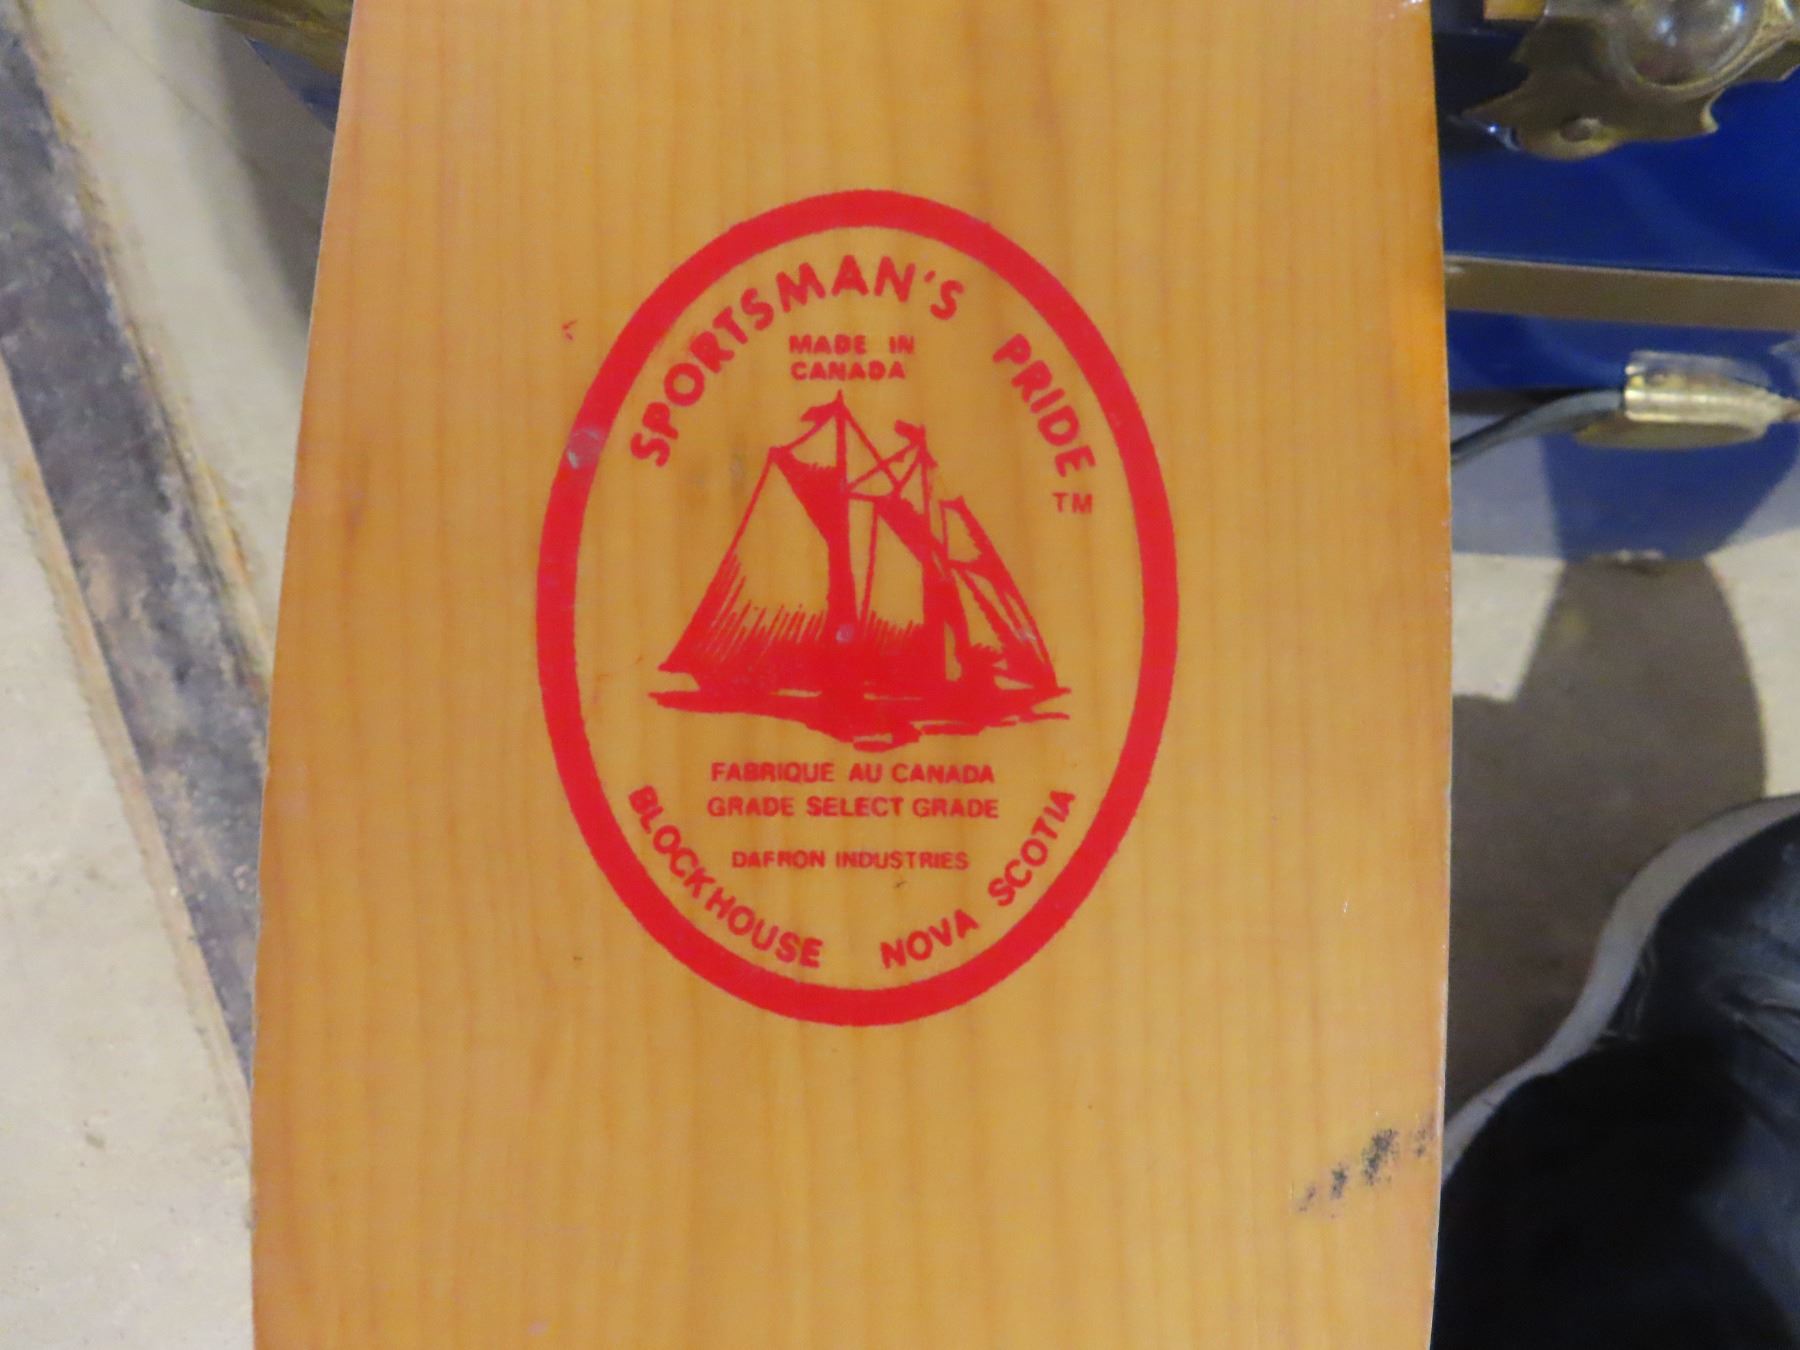 SPORTSMAN'S PRIDE TM
MADE IN
CANADA
FABRIQUE AU CANADA
GRADE SELECT GRADE
DAFRON INDUSTRIES
BLOCKHOUSE NOVA SCOTIA